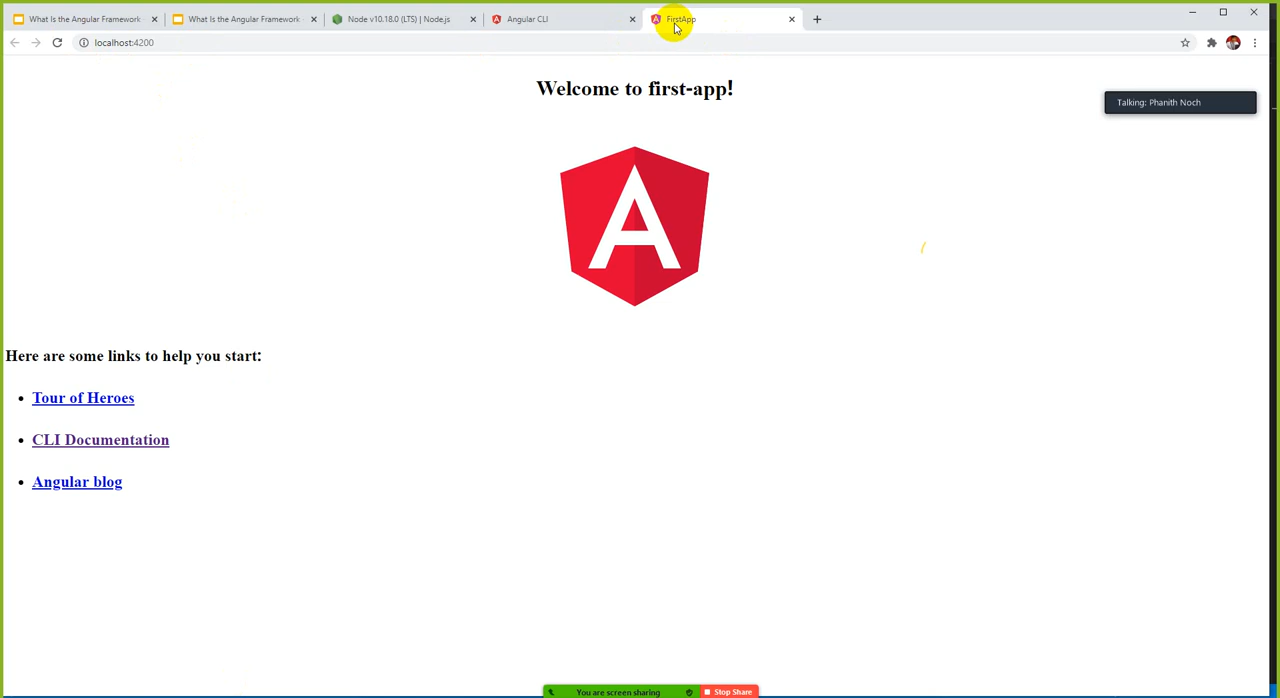 What Is the Angular Framework
What Is the Angular Framework
Node v10.18.0 (LTS) | Node.js
Angular CLI
FirstApp
localhost:4200
Welcome to first-app!
Talking: Phanith Noch
Here are some links to help you start:
Tour of Heroes
CLI Documentation
Angular blog
You are screen sharing
Stop Share